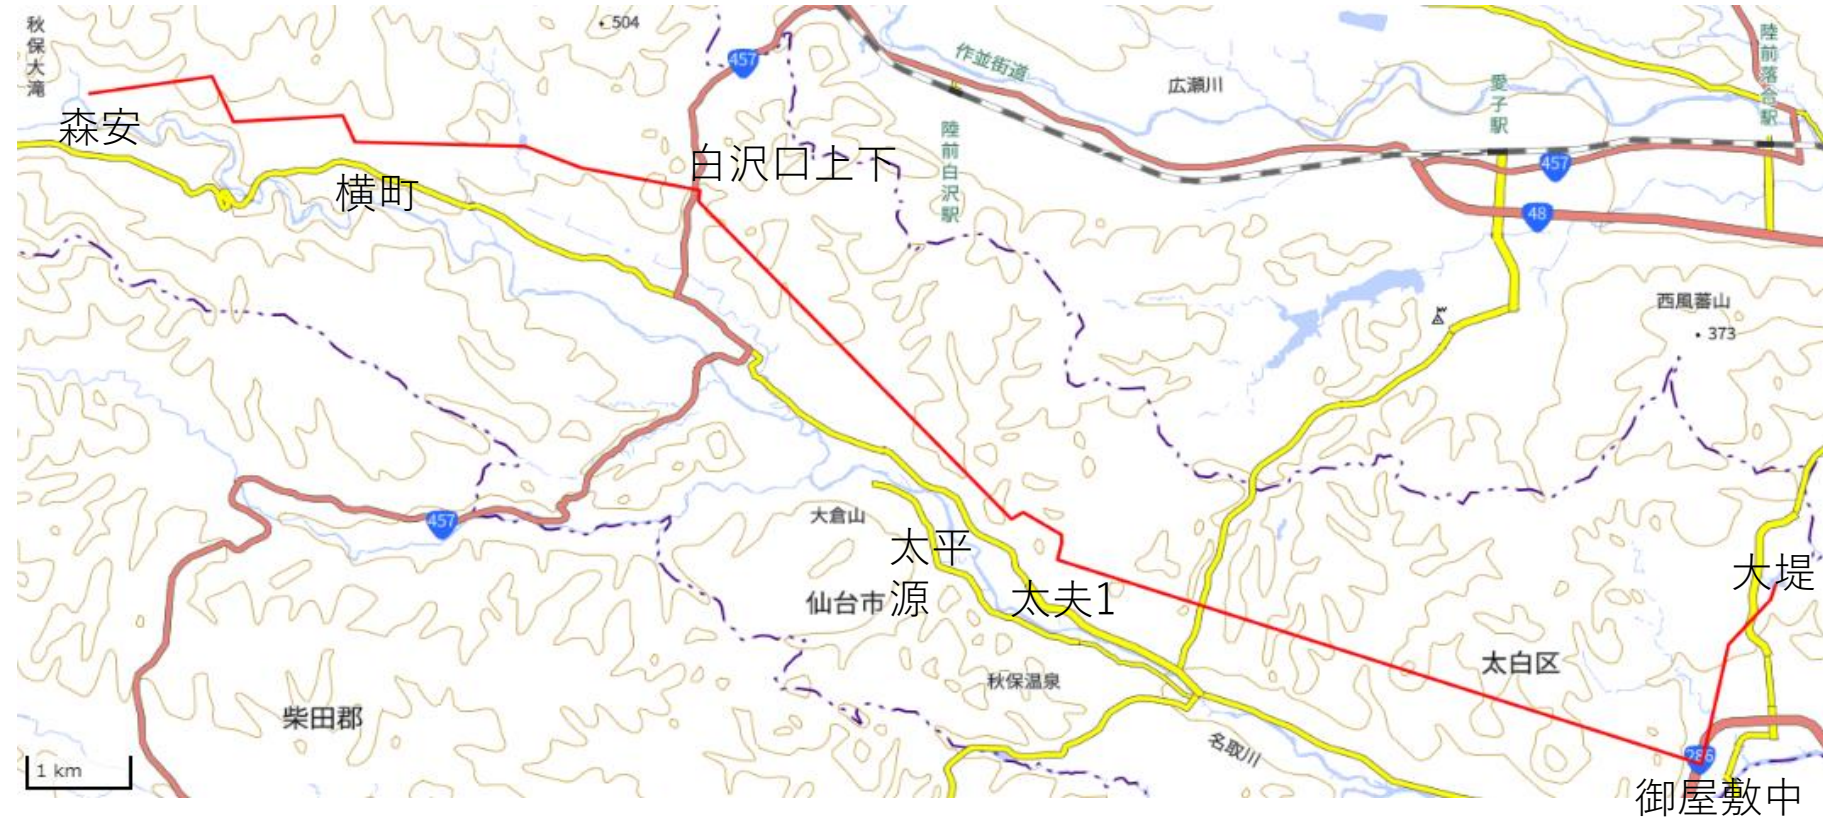 秋保大滝
504
457
作並街道
広瀬川
愛子駅
陸前落合駅
森安
陸前白沢駅
白沢口上下
457
横町
48
西風蕃山
373
457
大倉山
太平
源
大堤
仙台市
太夫1
太白区
秋保温泉
柴田郡
名取川
286
1 km
御屋敷中